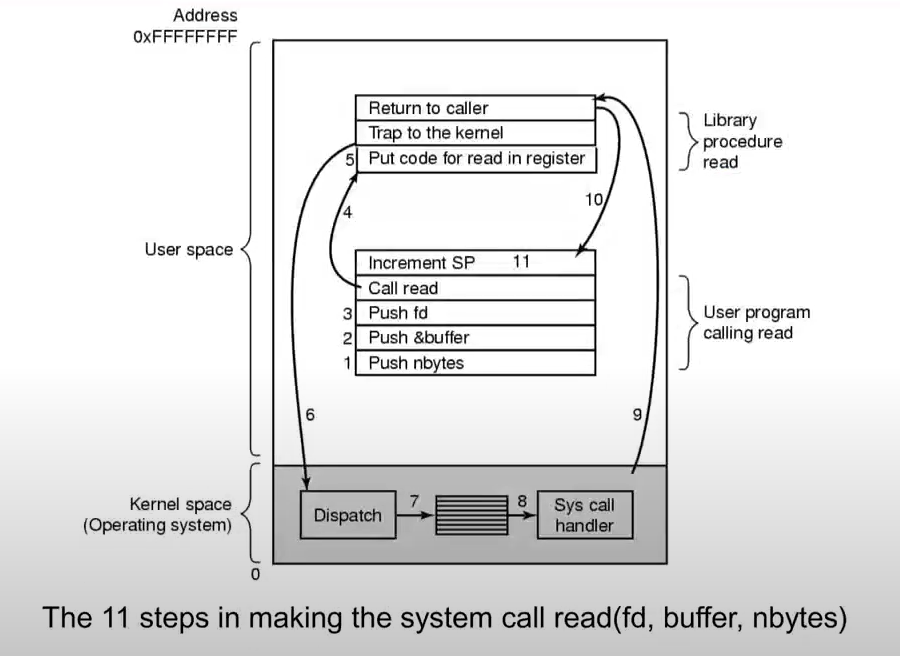 Address
0xFFFFFFFF
Return to caller
Trap to the kernel
5 Put code for read in register
Library
procedure
read
4
10
User space
Increment SP 11
Call read
3 Push fd
2 Push &buffer
1 Push nbytes
User program
calling read
6
9
Kernel space
(Operating system)
Dispatch
7
8
Sys call
handler
0
The 11 steps in making the system call read(fd, buffer, nbytes)